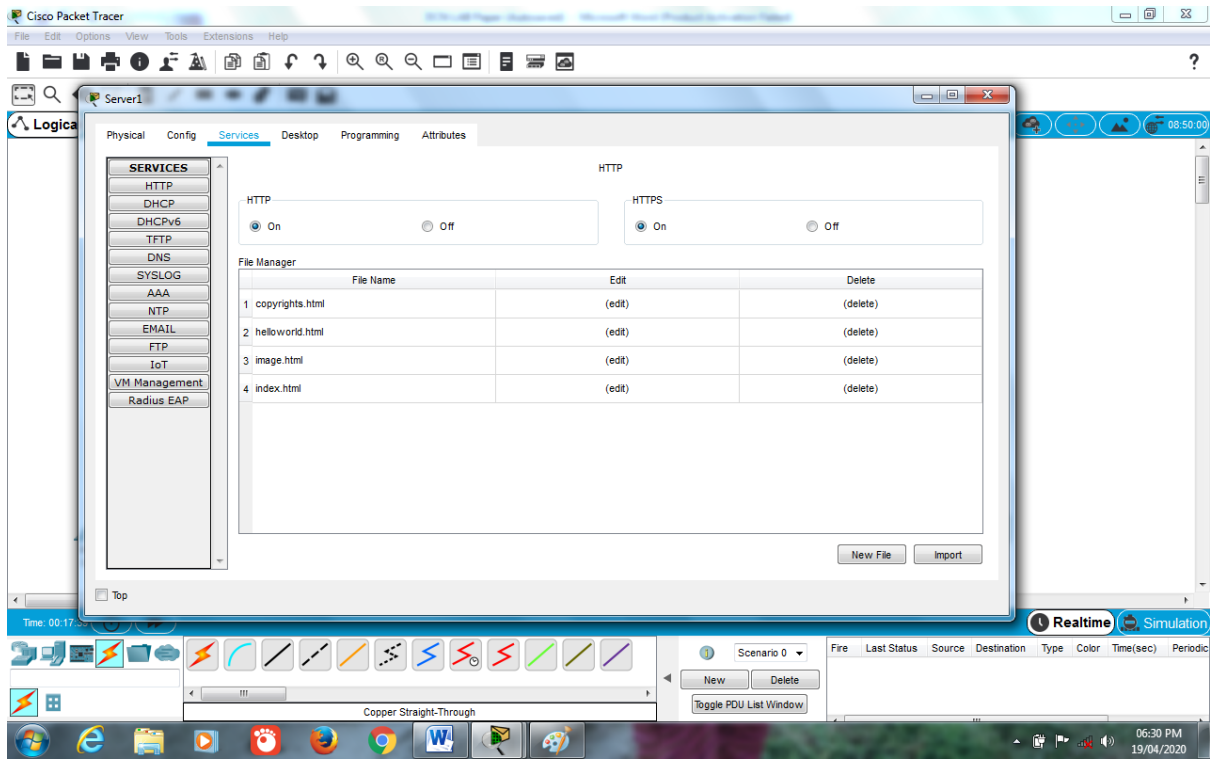 Cisco Packet Tracer
File Edit Options View Tools Extensions Help
?
Server1
Logica
08:50:00
Physical Config Services Desktop Programming Attributes
SERVICES
HTTP
DHCP
DHCPv6
TFTP
DNS
SYSLOG
AAA
NTP
EMAIL
FTP
IoT
VM Management
Radius EAP
HTTP
HTTP
On Off
HTTPS
On Off
File Manager
File Name Edit Delete
1 copyrights.html (edit) (delete)
2 helloworld.html (edit) (delete)
3 image.html (edit) (delete)
4 index.html (edit) (delete)
New File Import
Top
Time: 00:17
Realtime Simulation
Scenario 0
New Delete
Toggle PDU List Window
Fire Last Status Source Destination Type Color Time(sec) Periodic
Copper Straight-Through
06:30 PM
19/04/2020